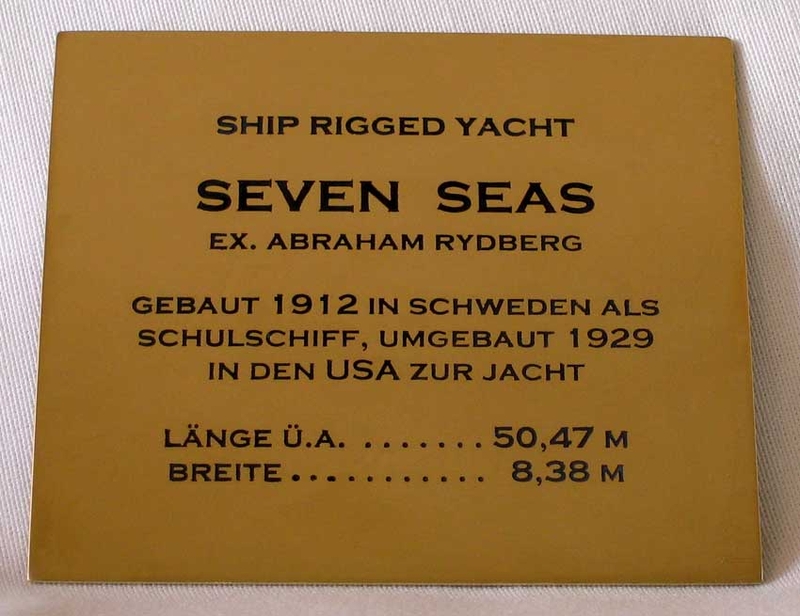 SHIP RIGGED YACHT
SEVEN SEAS
EX. ABRAHAM RYDBERG
GEBAUT 1912 IN SCHWEDEN ALS
SCHULSCHIFF, UMGEBAUT 1929
IN DEN USA ZUR JACHT
LÄNGE Ü.A. ....... 50,47 M
BREITE ............ 8,38 M